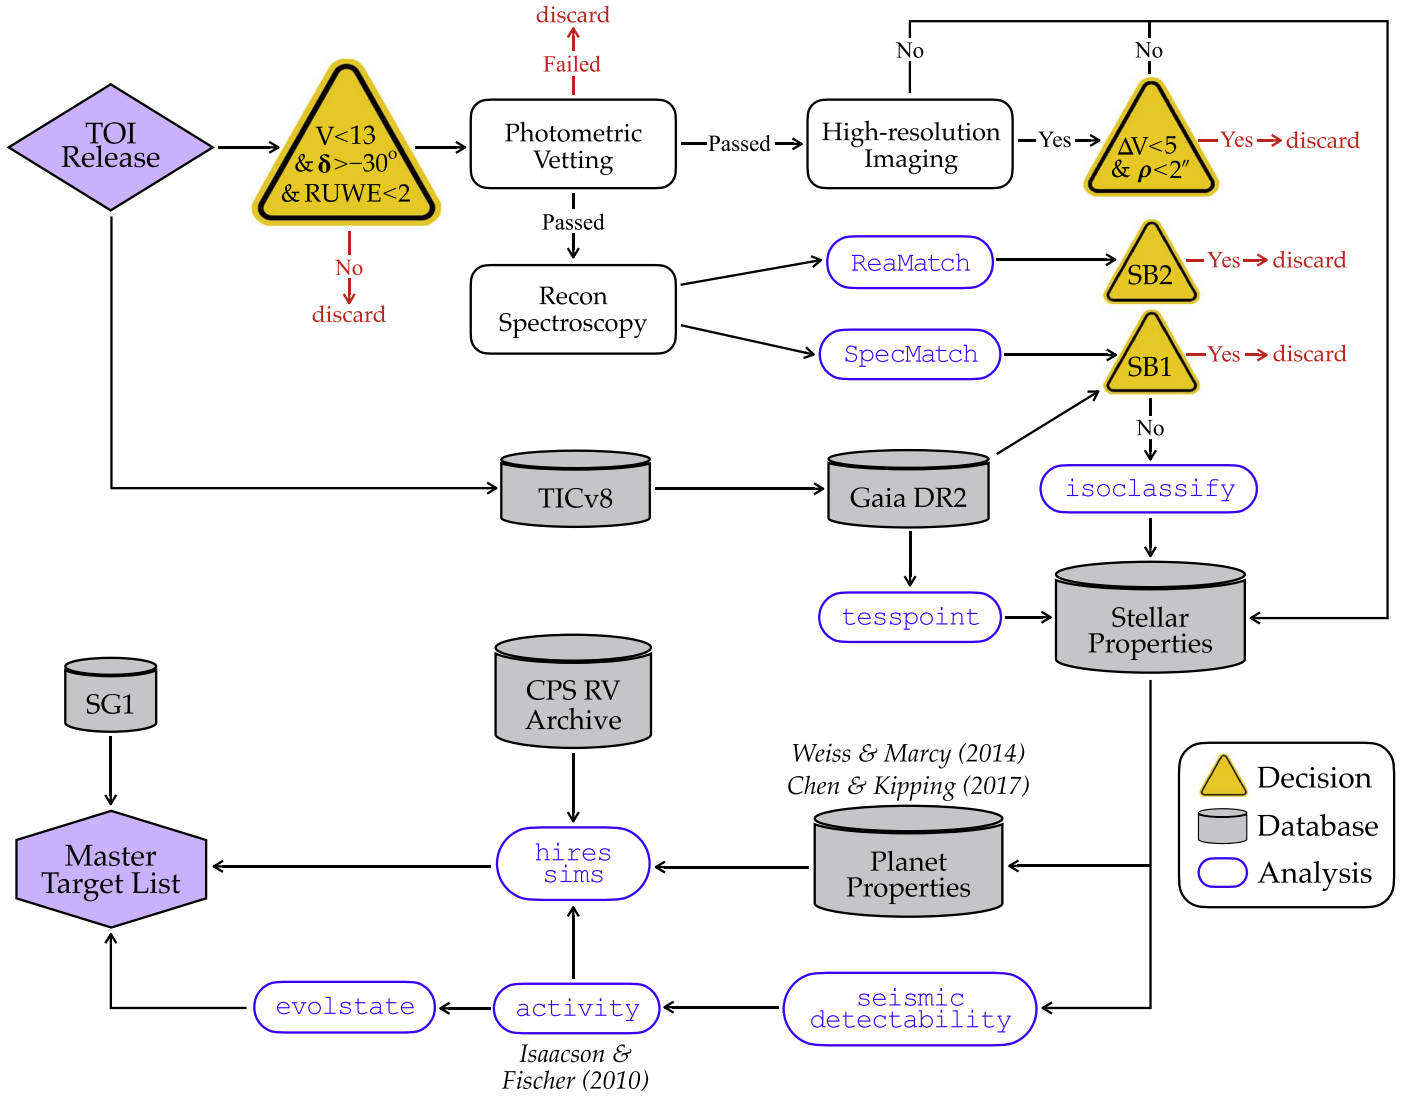 discard
Failed
No
No
TOI
Release
V<13
& δ>−30°
& RUWE<2
Photometric
Vetting
Passed
High-resolution
Imaging
Yes
ΔV<5
& ρ<2″
Yes
discard
No
discard
Passed
Recon
Spectroscopy
ReaMatch
SB2
Yes
discard
SpecMatch
SB1
Yes
discard
No
TICv8
Gaia DR2
isoclassify
tesspoint
Stellar
Properties
SG1
CPS RV
Archive
Weiss & Marcy (2014)
Chen & Kipping (2017)
Decision
Database
Analysis
Master
Target List
hires
sims
Planet
Properties
evolstate
activity
seismic
detectability
Isaacson &
Fischer (2010)